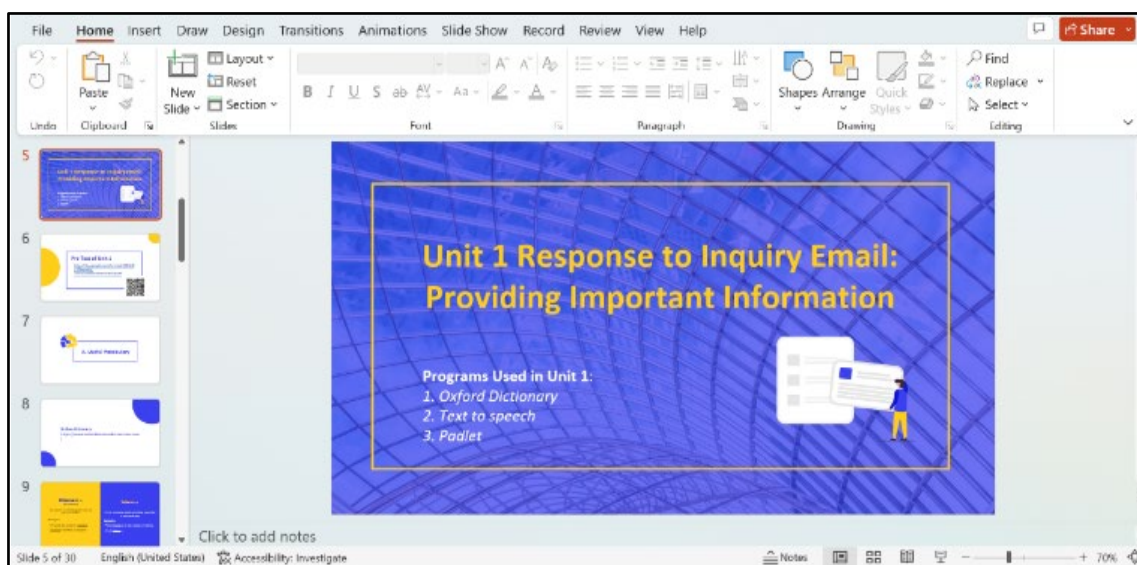 File Home Insert Draw Design Transitions Animations Slide Show Record Review View Help Share
Paste
Undo Clipboard
New Slide
Layout
Reset
Section
Slides
B I U S ab AV Aa A
Font
Paragraph
Shapes Arrange Quick Styles
Drawing
Find
Replace
Select
Editing
5
6
7
8
9
Unit 1 Response to Inquiry Email:
Providing Important Information
Programs Used in Unit 1:
1. Oxford Dictionary
2. Text to speech
3. Padlet
Click to add notes
Slide 5 of 30 English (United States) Accessibility: Investigate Notes 70%